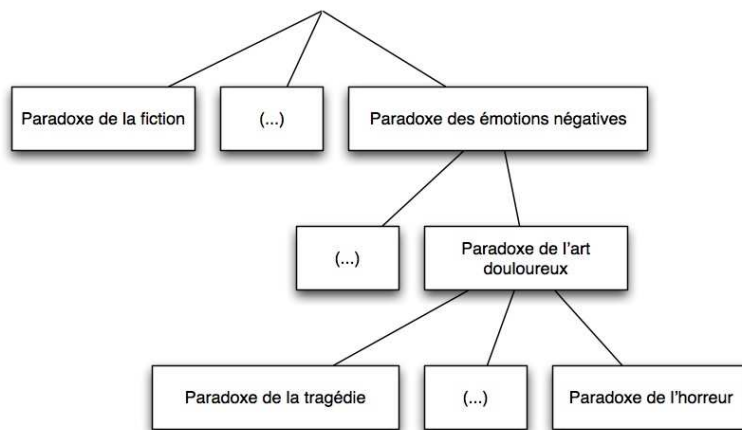 Paradoxe de la fiction
(...)
Paradoxe des émotions négatives
(...)
Paradoxe de l'art
douloureux
Paradoxe de la tragédie
(...)
Paradoxe de l'horreur